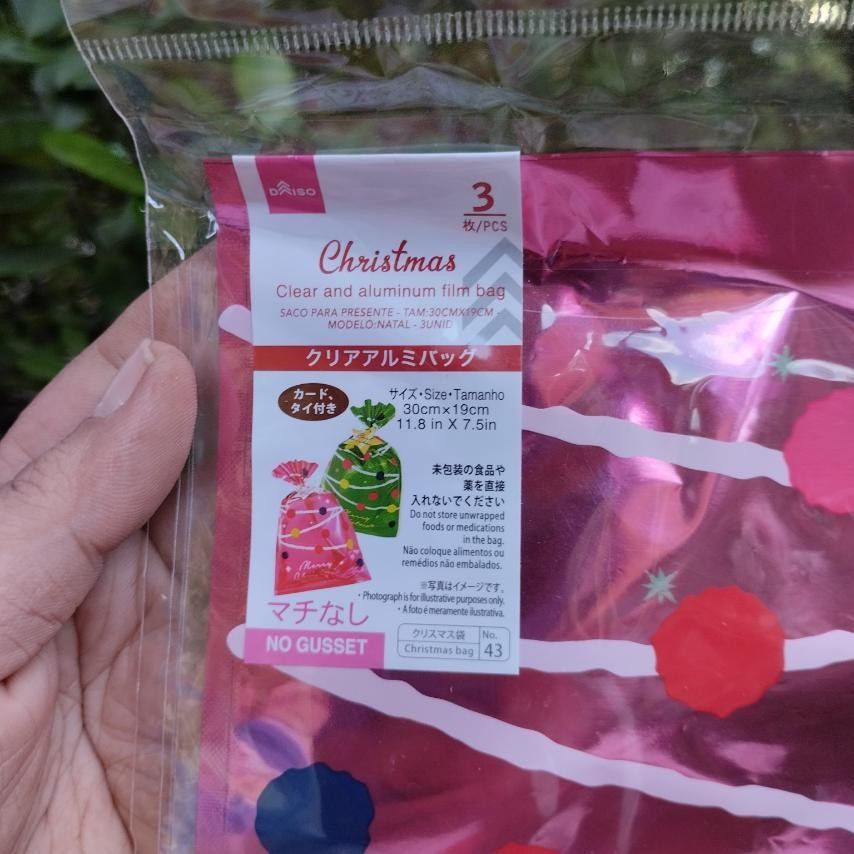 DAISO
3
枚/PCS
Christmas
Clear and aluminum film bag
SACO PARA PRESENTE - TAM:30CMX19CM -
MODELO:NATAL - 3UNID
クリアアルミバッグ
カード、
タイ付き
サイズ・Size・Tamanho
30cm×19cm
11.8 in X 7.5in
未包装の食品や
薬を直接
入れないでください
Do not store unwrapped
foods or medications
in the bag.
Não coloque alimentos ou
remédios não embalados.
※写真はイメージです。
・Photograph is for illustrative purposes only.
・A foto é meramente ilustrativa.
Merry
マチなし
NO GUSSET
クリスマス袋
Christmas bag
No.
43